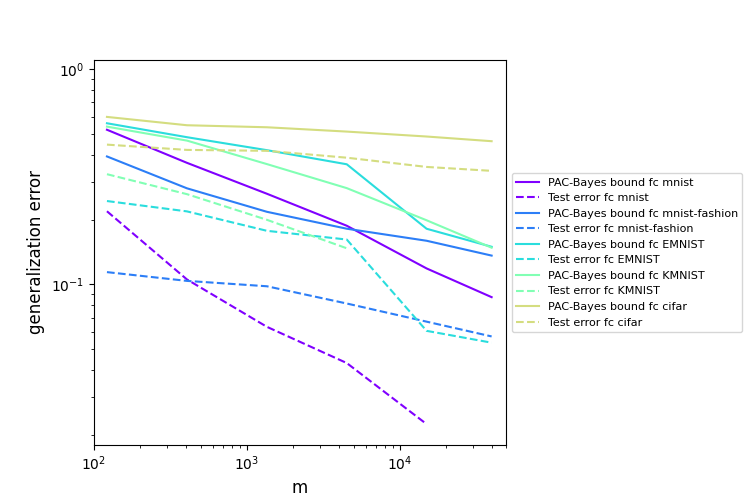 10⁰
10⁻¹
generalization error
10²
10³
10⁴
m
PAC-Bayes bound fc mnist
Test error fc mnist
PAC-Bayes bound fc mnist-fashion
Test error fc mnist-fashion
PAC-Bayes bound fc EMNIST
Test error fc EMNIST
PAC-Bayes bound fc KMNIST
Test error fc KMNIST
PAC-Bayes bound fc cifar
Test error fc cifar